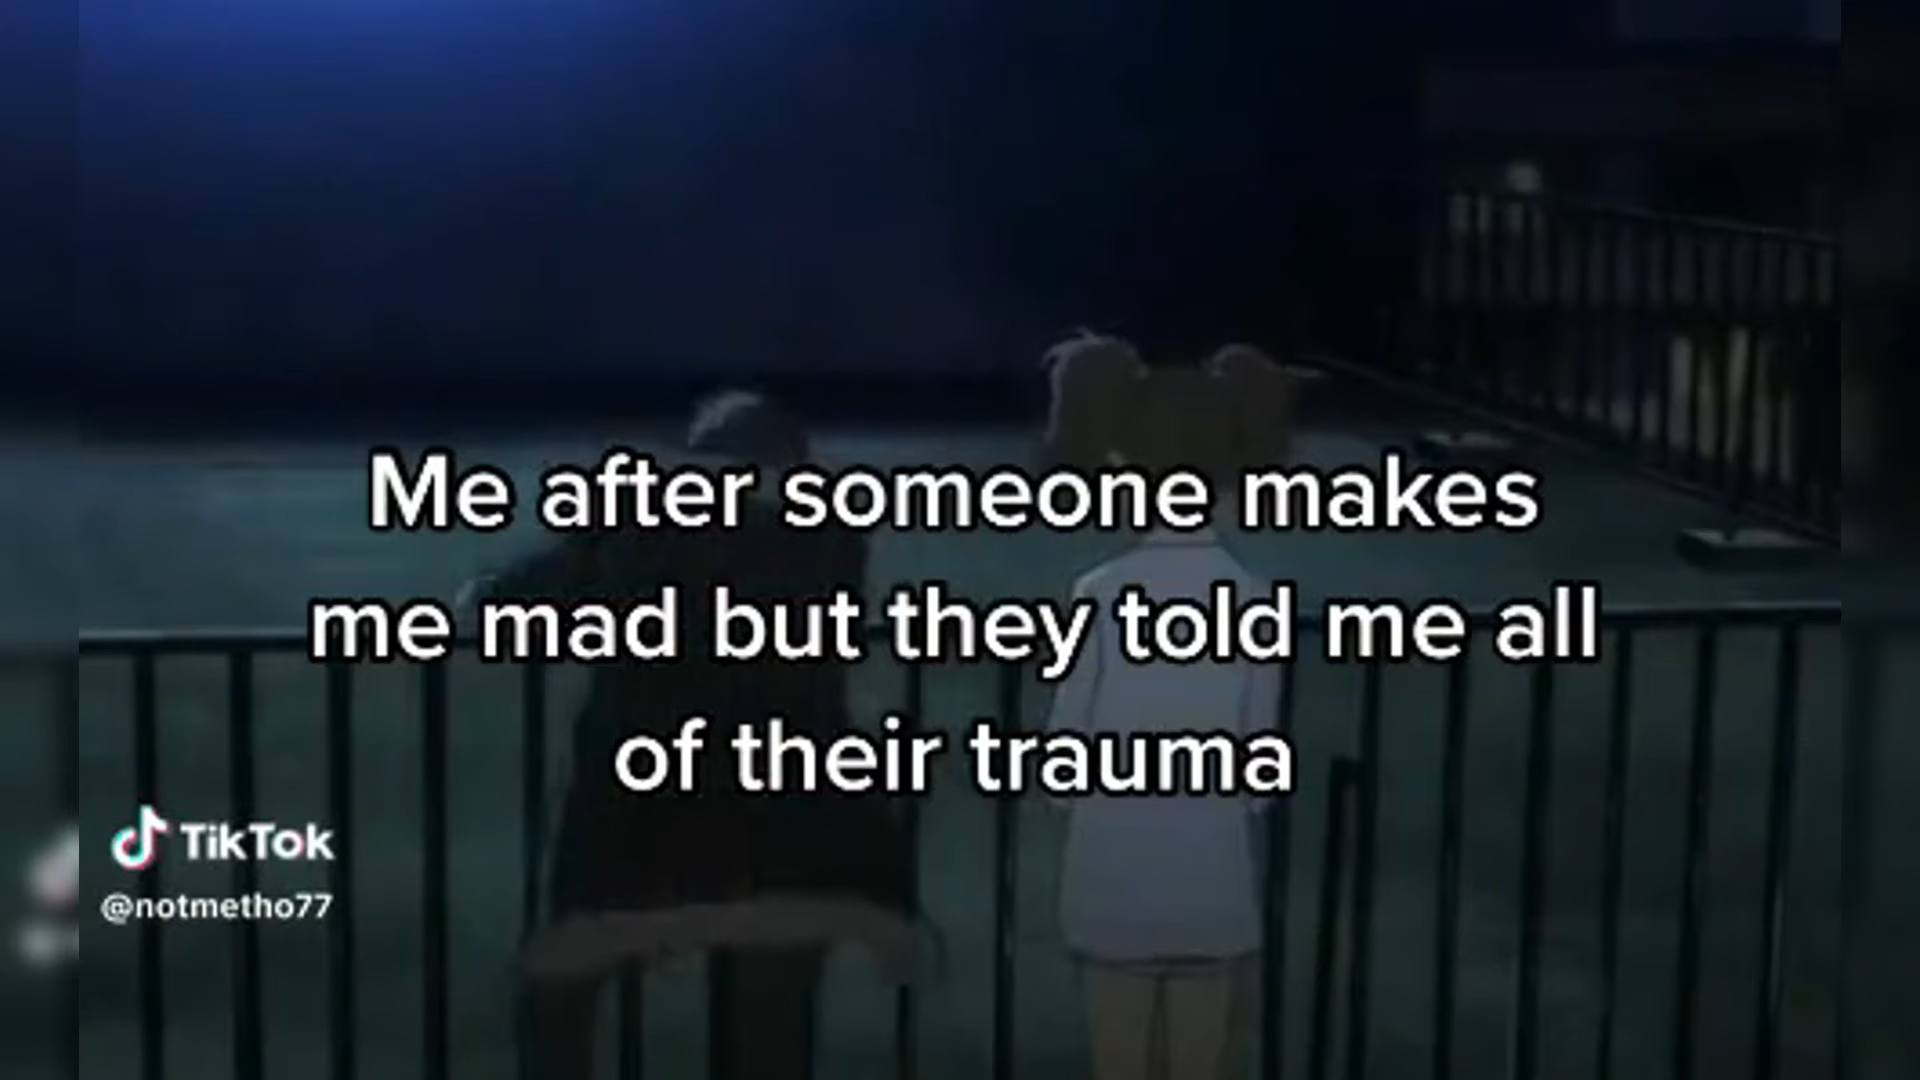 Me after someone makes
me mad but they told me all
of their trauma
TikTok
@notmetho77